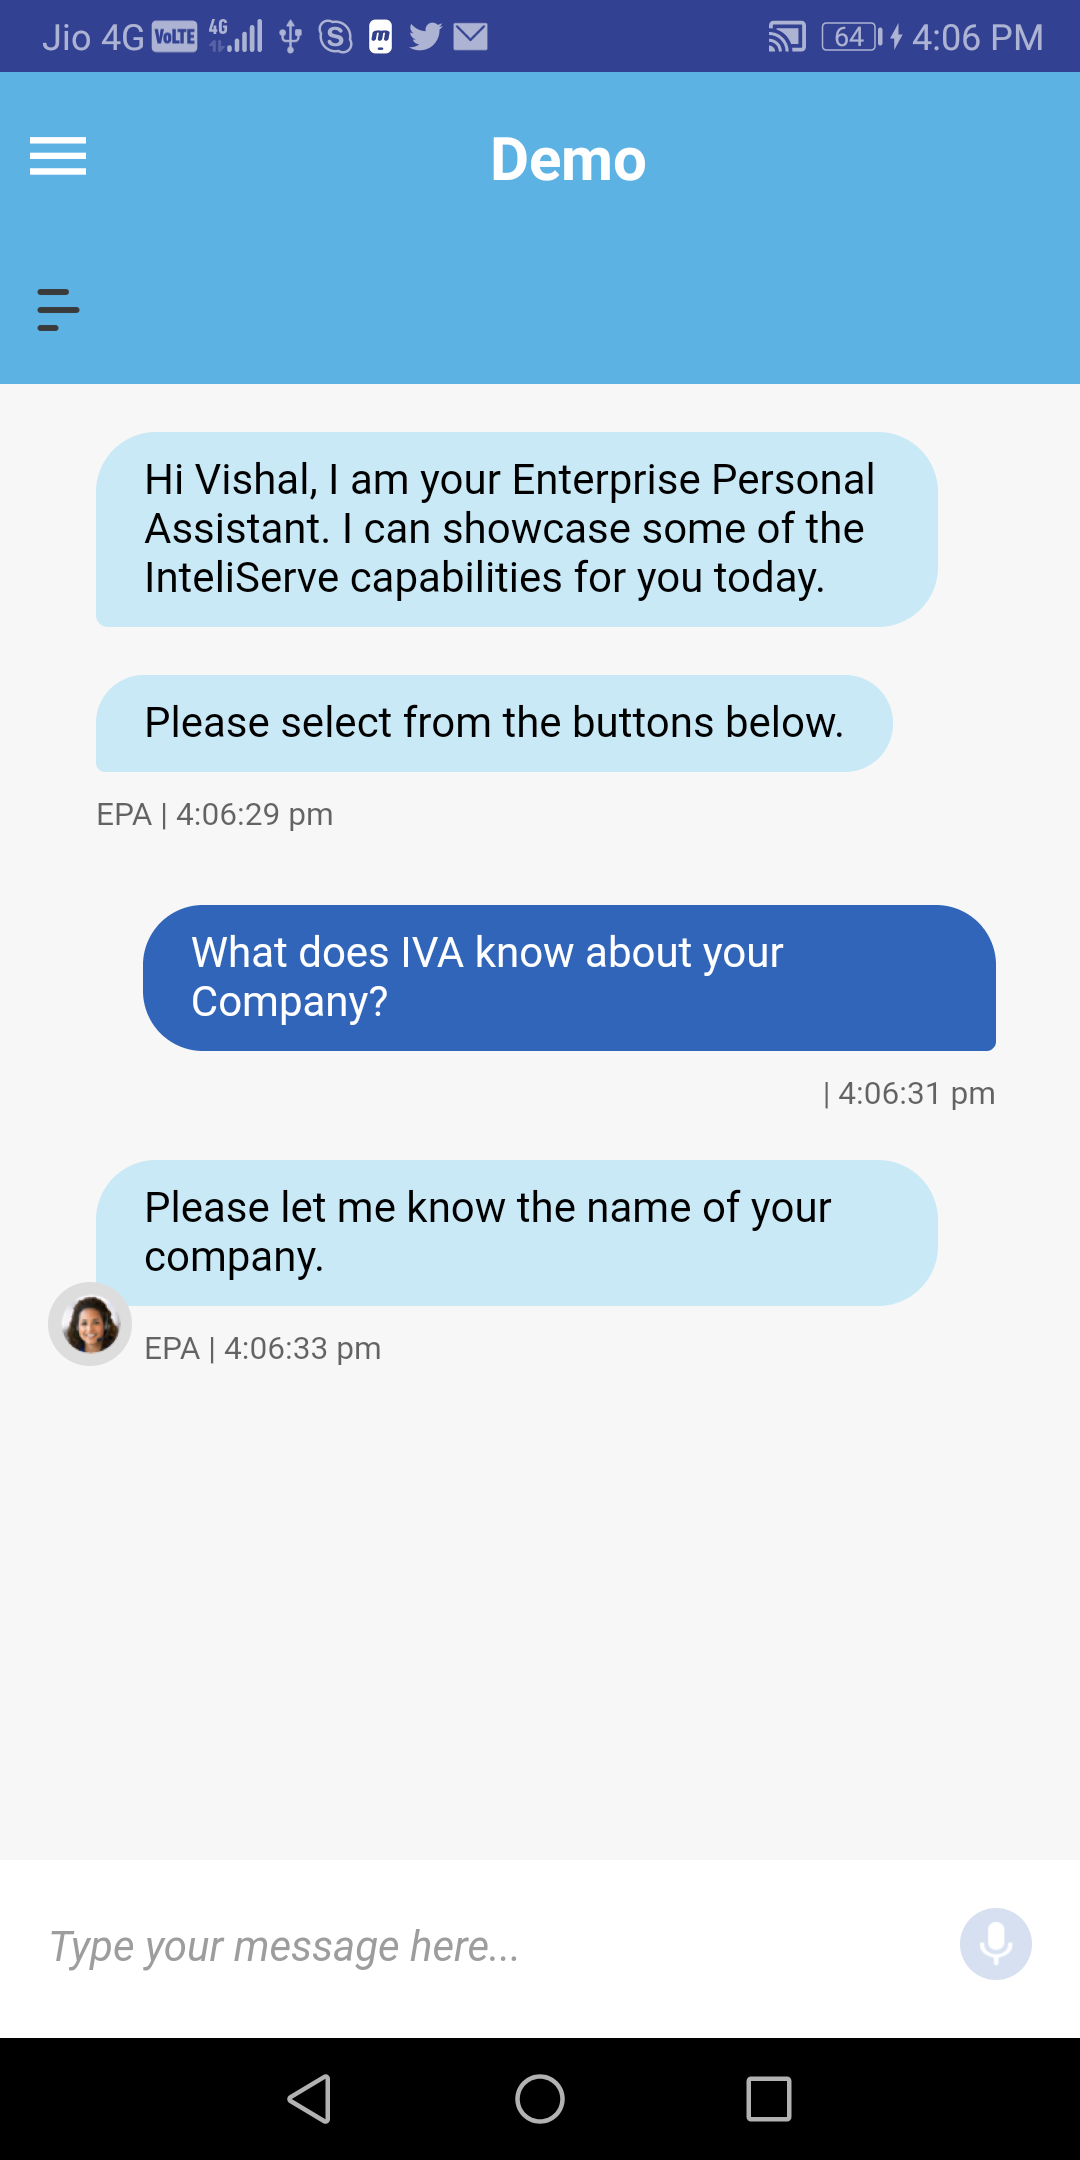 Jio 4G VoLTE 4G 64 4:06 PM
Demo
Hi Vishal, I am your Enterprise Personal
Assistant. I can showcase some of the
InteliServe capabilities for you today.
Please select from the buttons below.
EPA | 4:06:29 pm
What does IVA know about your
Company?
| 4:06:31 pm
Please let me know the name of your
company.
EPA | 4:06:33 pm
Type your message here...